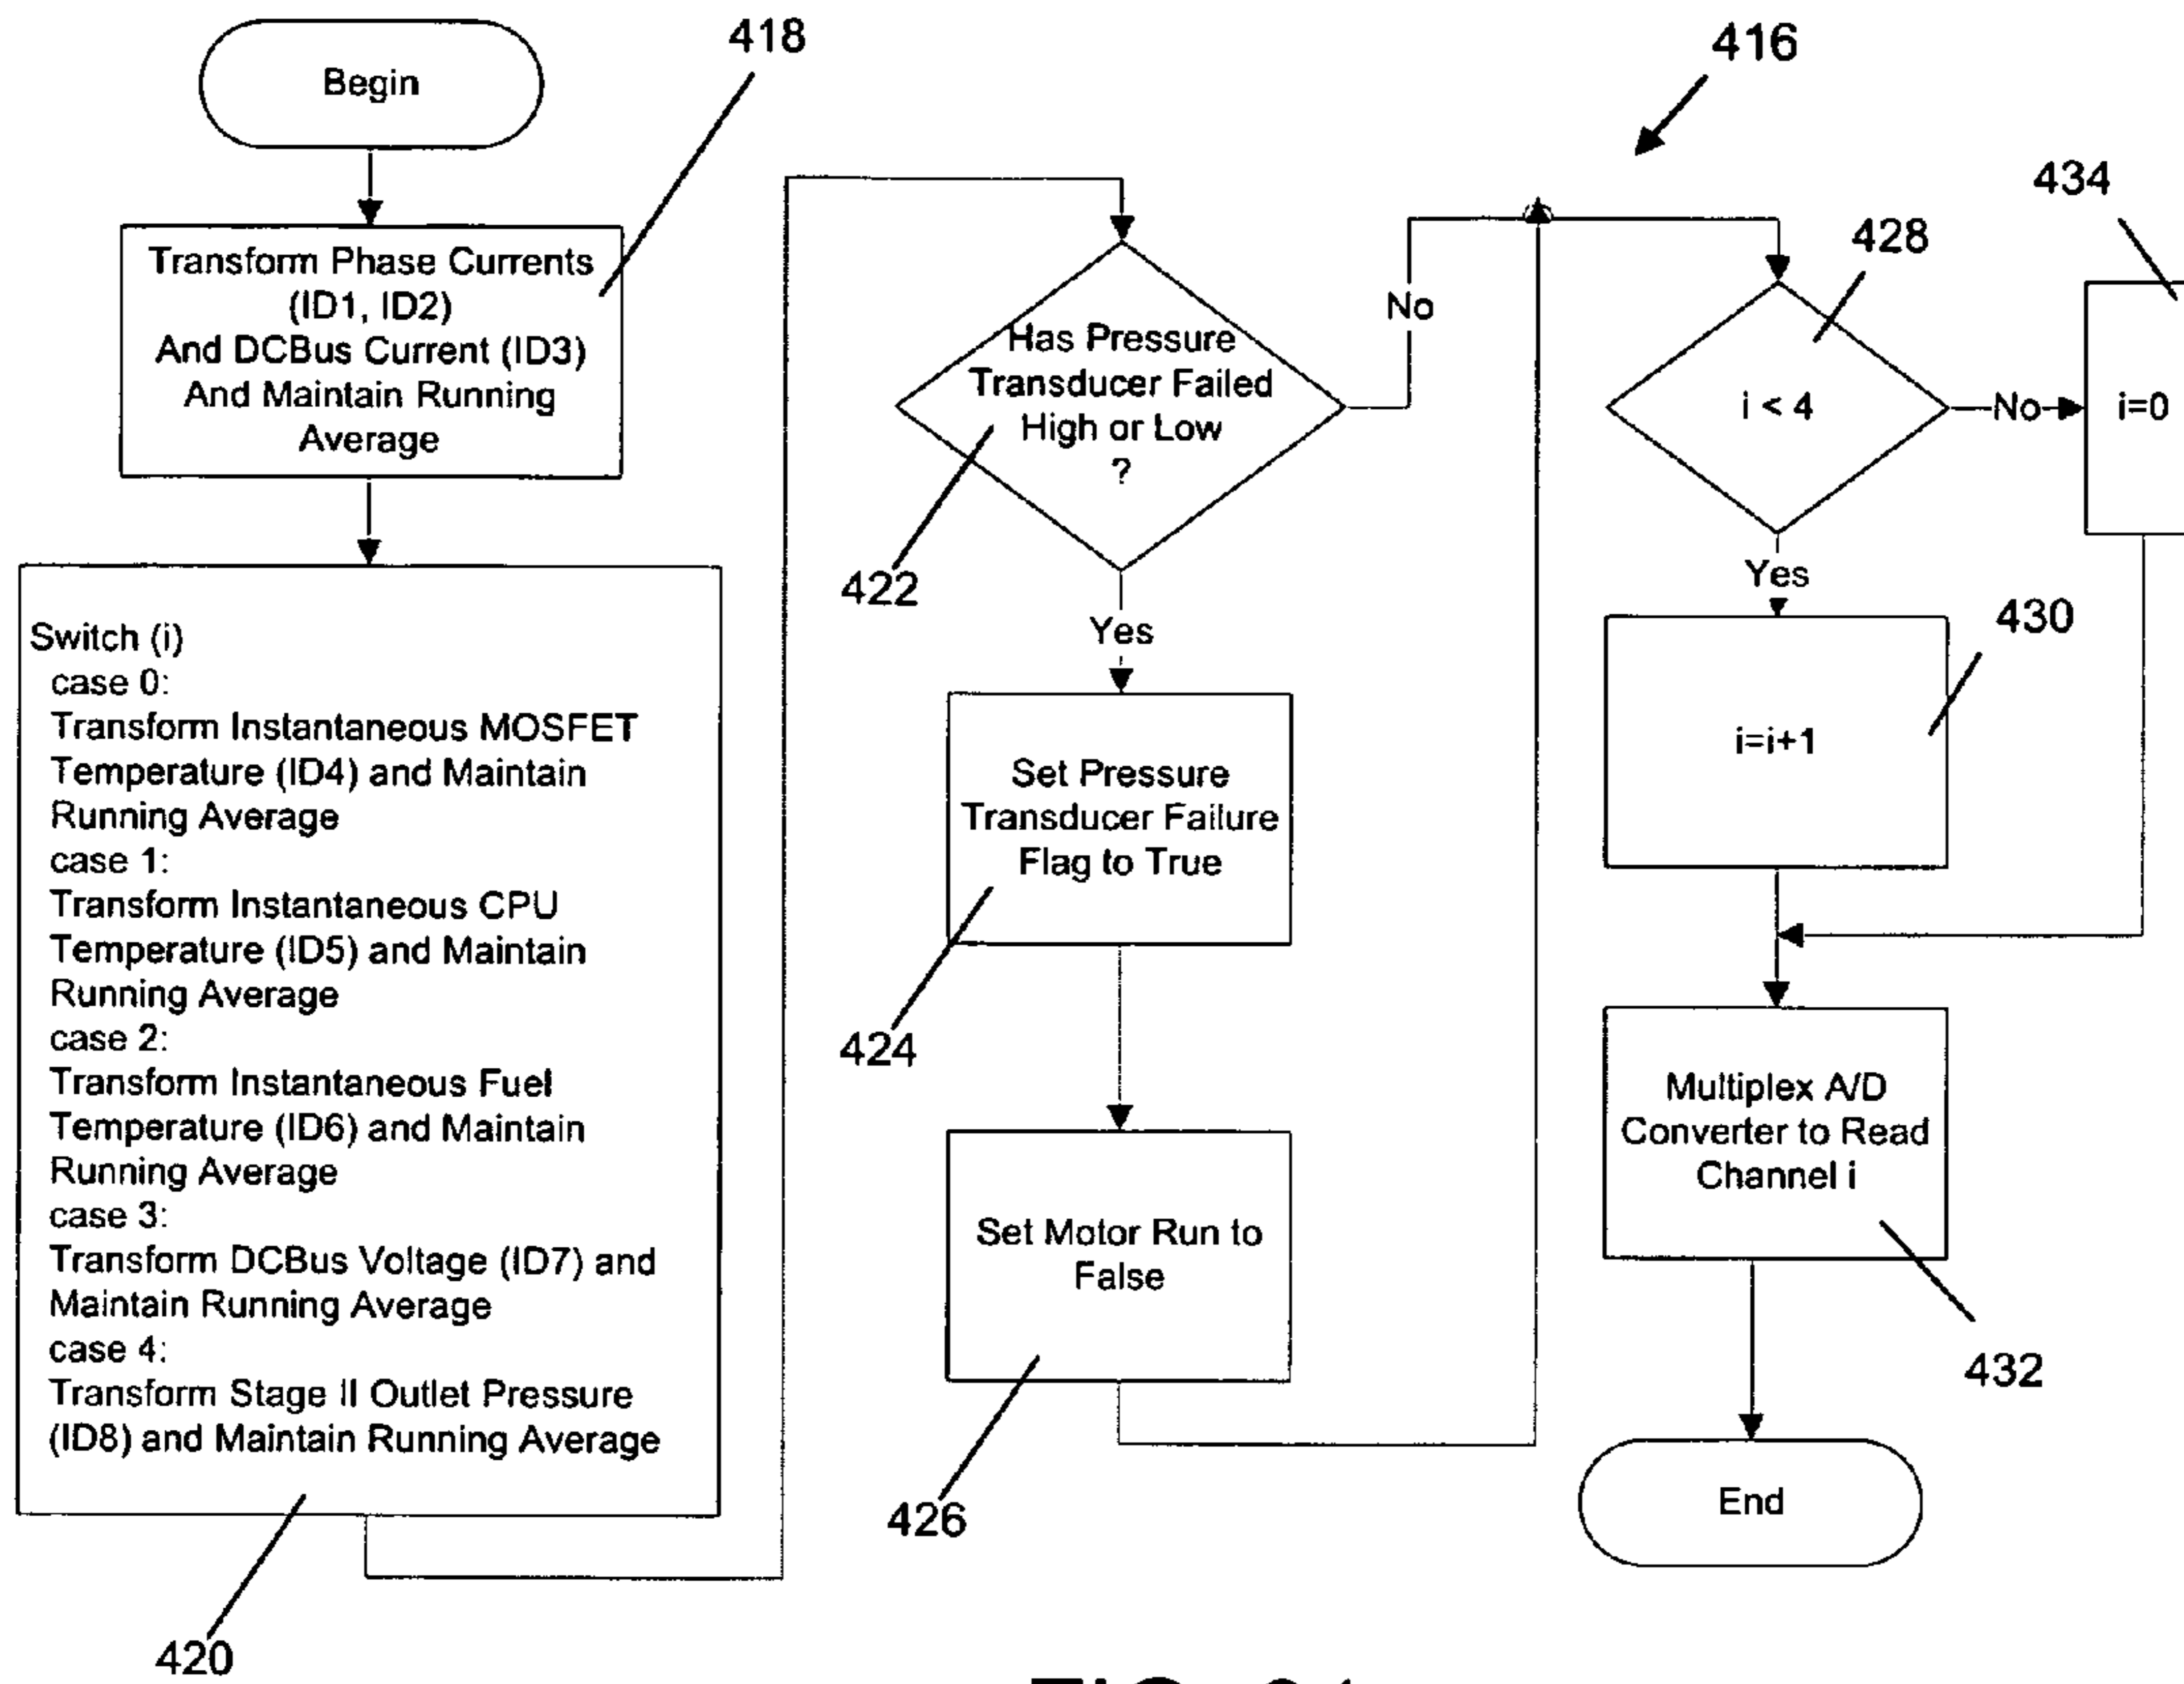 Begin
418
Transform Phase Currents
(ID1, ID2)
And DCBus Current (ID3)
And Maintain Running
Average
Switch (i)
case 0:
Transform Instantaneous MOSFET
Temperature (ID4) and Maintain
Running Average
case 1:
Transform Instantaneous CPU
Temperature (ID5) and Maintain
Running Average
case 2:
Transform Instantaneous Fuel
Temperature (ID6) and Maintain
Running Average
case 3:
Transform DCBus Voltage (ID7) and
Maintain Running Average
case 4:
Transform Stage II Outlet Pressure
(ID8) and Maintain Running Average
420
Has Pressure
Transducer Failed
High or Low
?
422
No
Yes
Set Pressure
Transducer Failure
Flag to True
424
Set Motor Run to
False
426
416
428
i < 4
No
434
i=0
Yes
430
i=i+1
Multiplex A/D
Converter to Read
Channel i
432
End